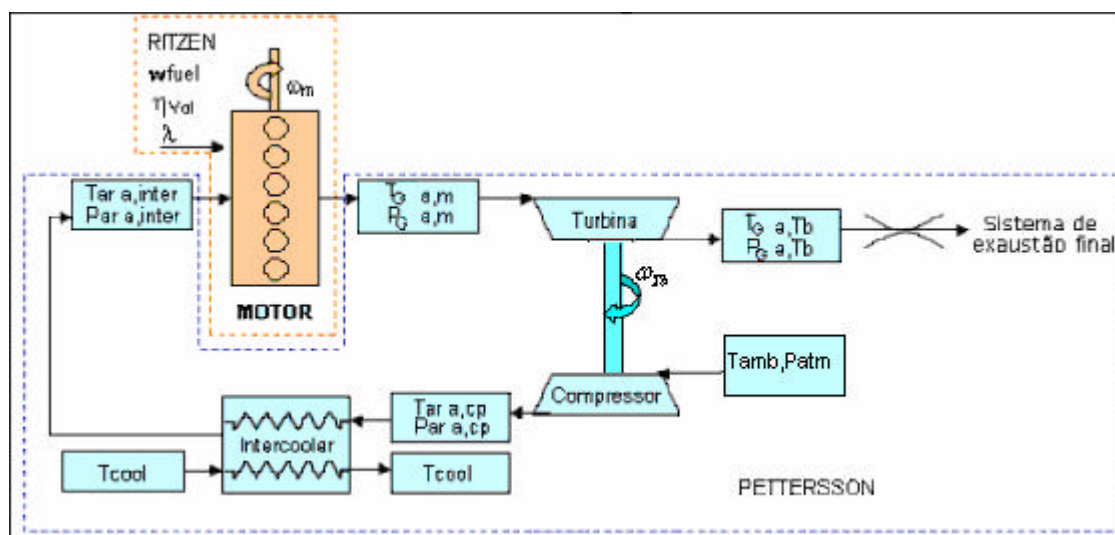 RITZEN
wfuel
ηVol
λ
ωm
MOTOR
Tar a,inter
Par a,inter
TG a,m
PG a,m
Turbina
TG a,Tb
PG a,Tb
Sistema de
exaustão final
ωTb
Tamb,Patm
Compressor
Tar a,cp
Par a,cp
Intercooler
Tcool
Tcool
PETTERSSON